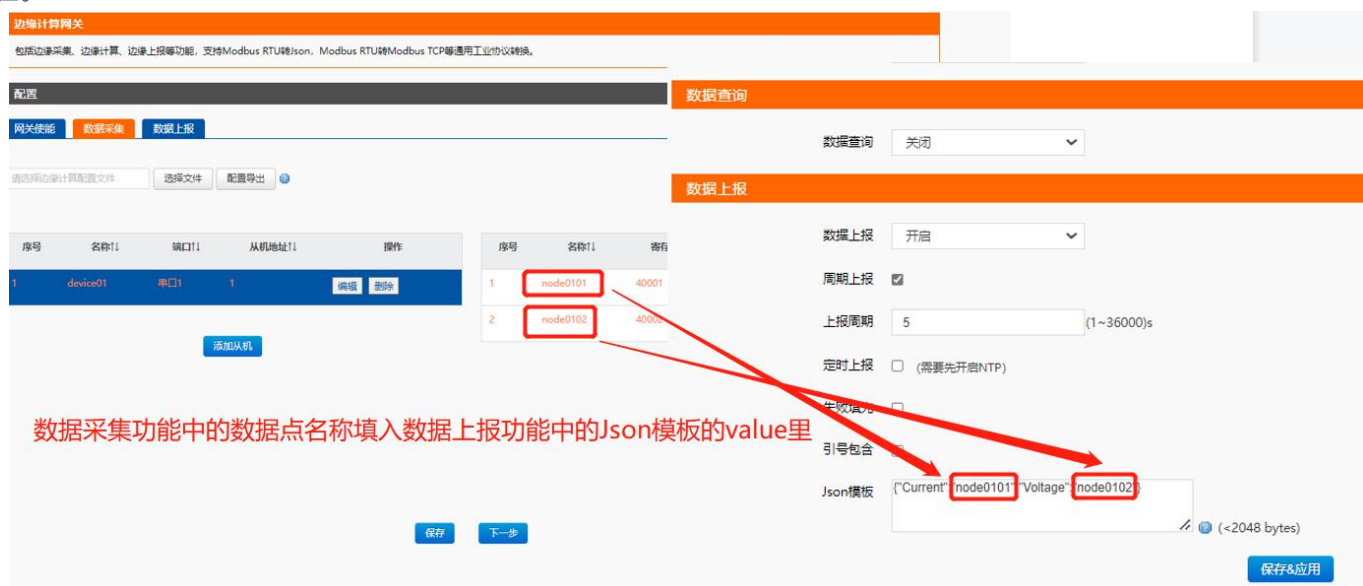 边缘计算网关
包括边缘采集、边缘计算、边缘上报等功能，支持Modbus RTU转Json，Modbus RTU转Modbus TCP等通用工业协议转换。
配置
网关使能 数据采集 数据上报
请选择边缘计算配置文件 选择文件 配置导出
序号 名称↑↓ 端口↑↓ 从机地址↑↓ 操作
1 device01 串口1 1 编辑 删除
添加从机
序号 名称↑↓
1 node0101 40001
2 node0102
数据采集功能中的数据点名称填入数据上报功能中的Json模板的value里
保存 下一步
数据查询
数据查询 关闭
数据上报
数据上报 开启
周期上报
上报周期 5 (1~36000)s
定时上报 (需要先开启NTP)
引号包含
Json模板 {"Current":"node0101","Voltage":"node0102"}
(<2048 bytes)
保存&应用